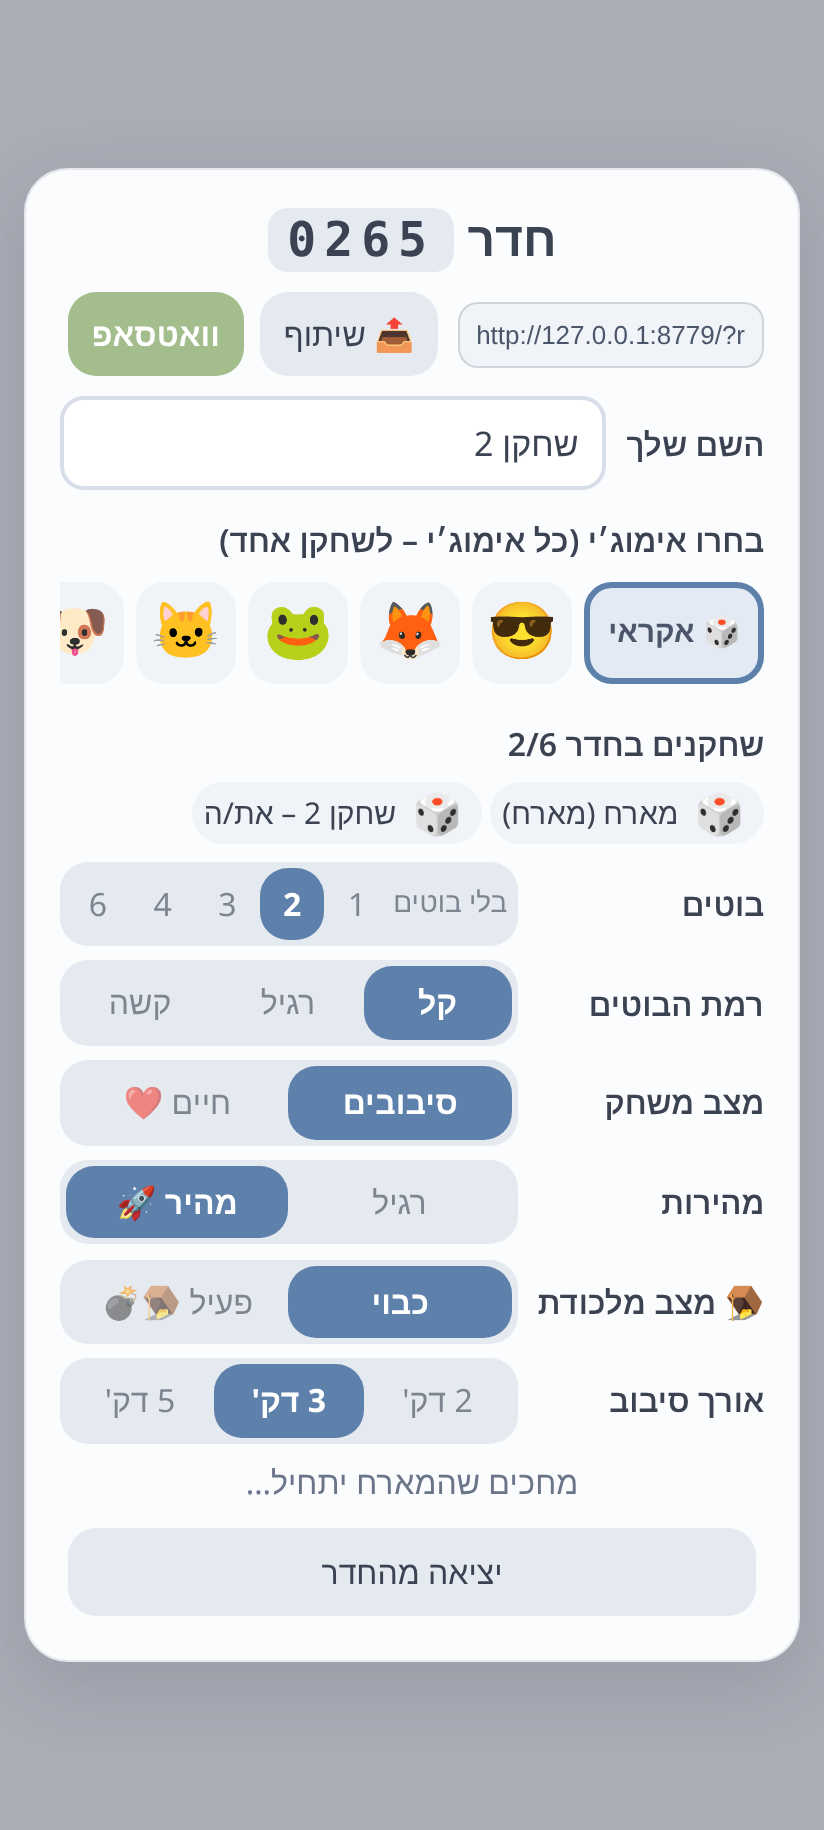 חדר 0265
http://127.0.0.1:8779/?r שיתוף וואטסאפ
השם שלך שחקן 2
בחרו אימוג׳י (כל אימוג׳י – לשחקן אחד)
אקראי
שחקנים בחדר 2/6
מארח (מארח) שחקן 2 – את/ה
בוטים בלי בוטים 1 2 3 4 6
רמת הבוטים קל רגיל קשה
מצב משחק סיבובים חיים
מהירות רגיל מהיר
מצב מלכודת כבוי פעיל
אורך סיבוב 2 דק' 3 דק' 5 דק'
מחכים שהמארח יתחיל...
יציאה מהחדר